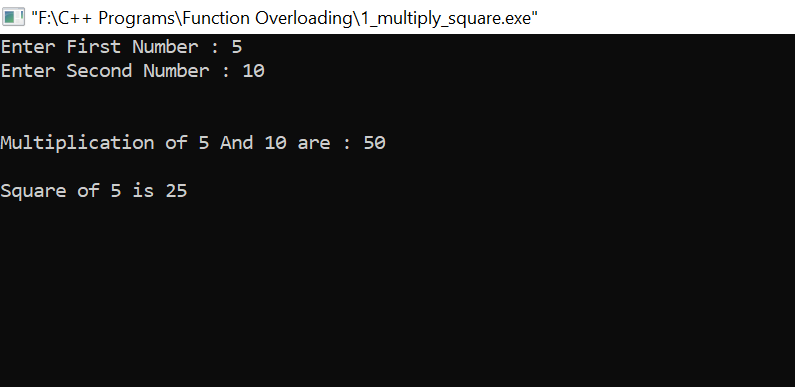 "F:\C++ Programs\Function Overloading\1_multiply_square.exe"
Enter First Number : 5
Enter Second Number : 10
Multiplication of 5 And 10 are : 50
Square of 5 is 25